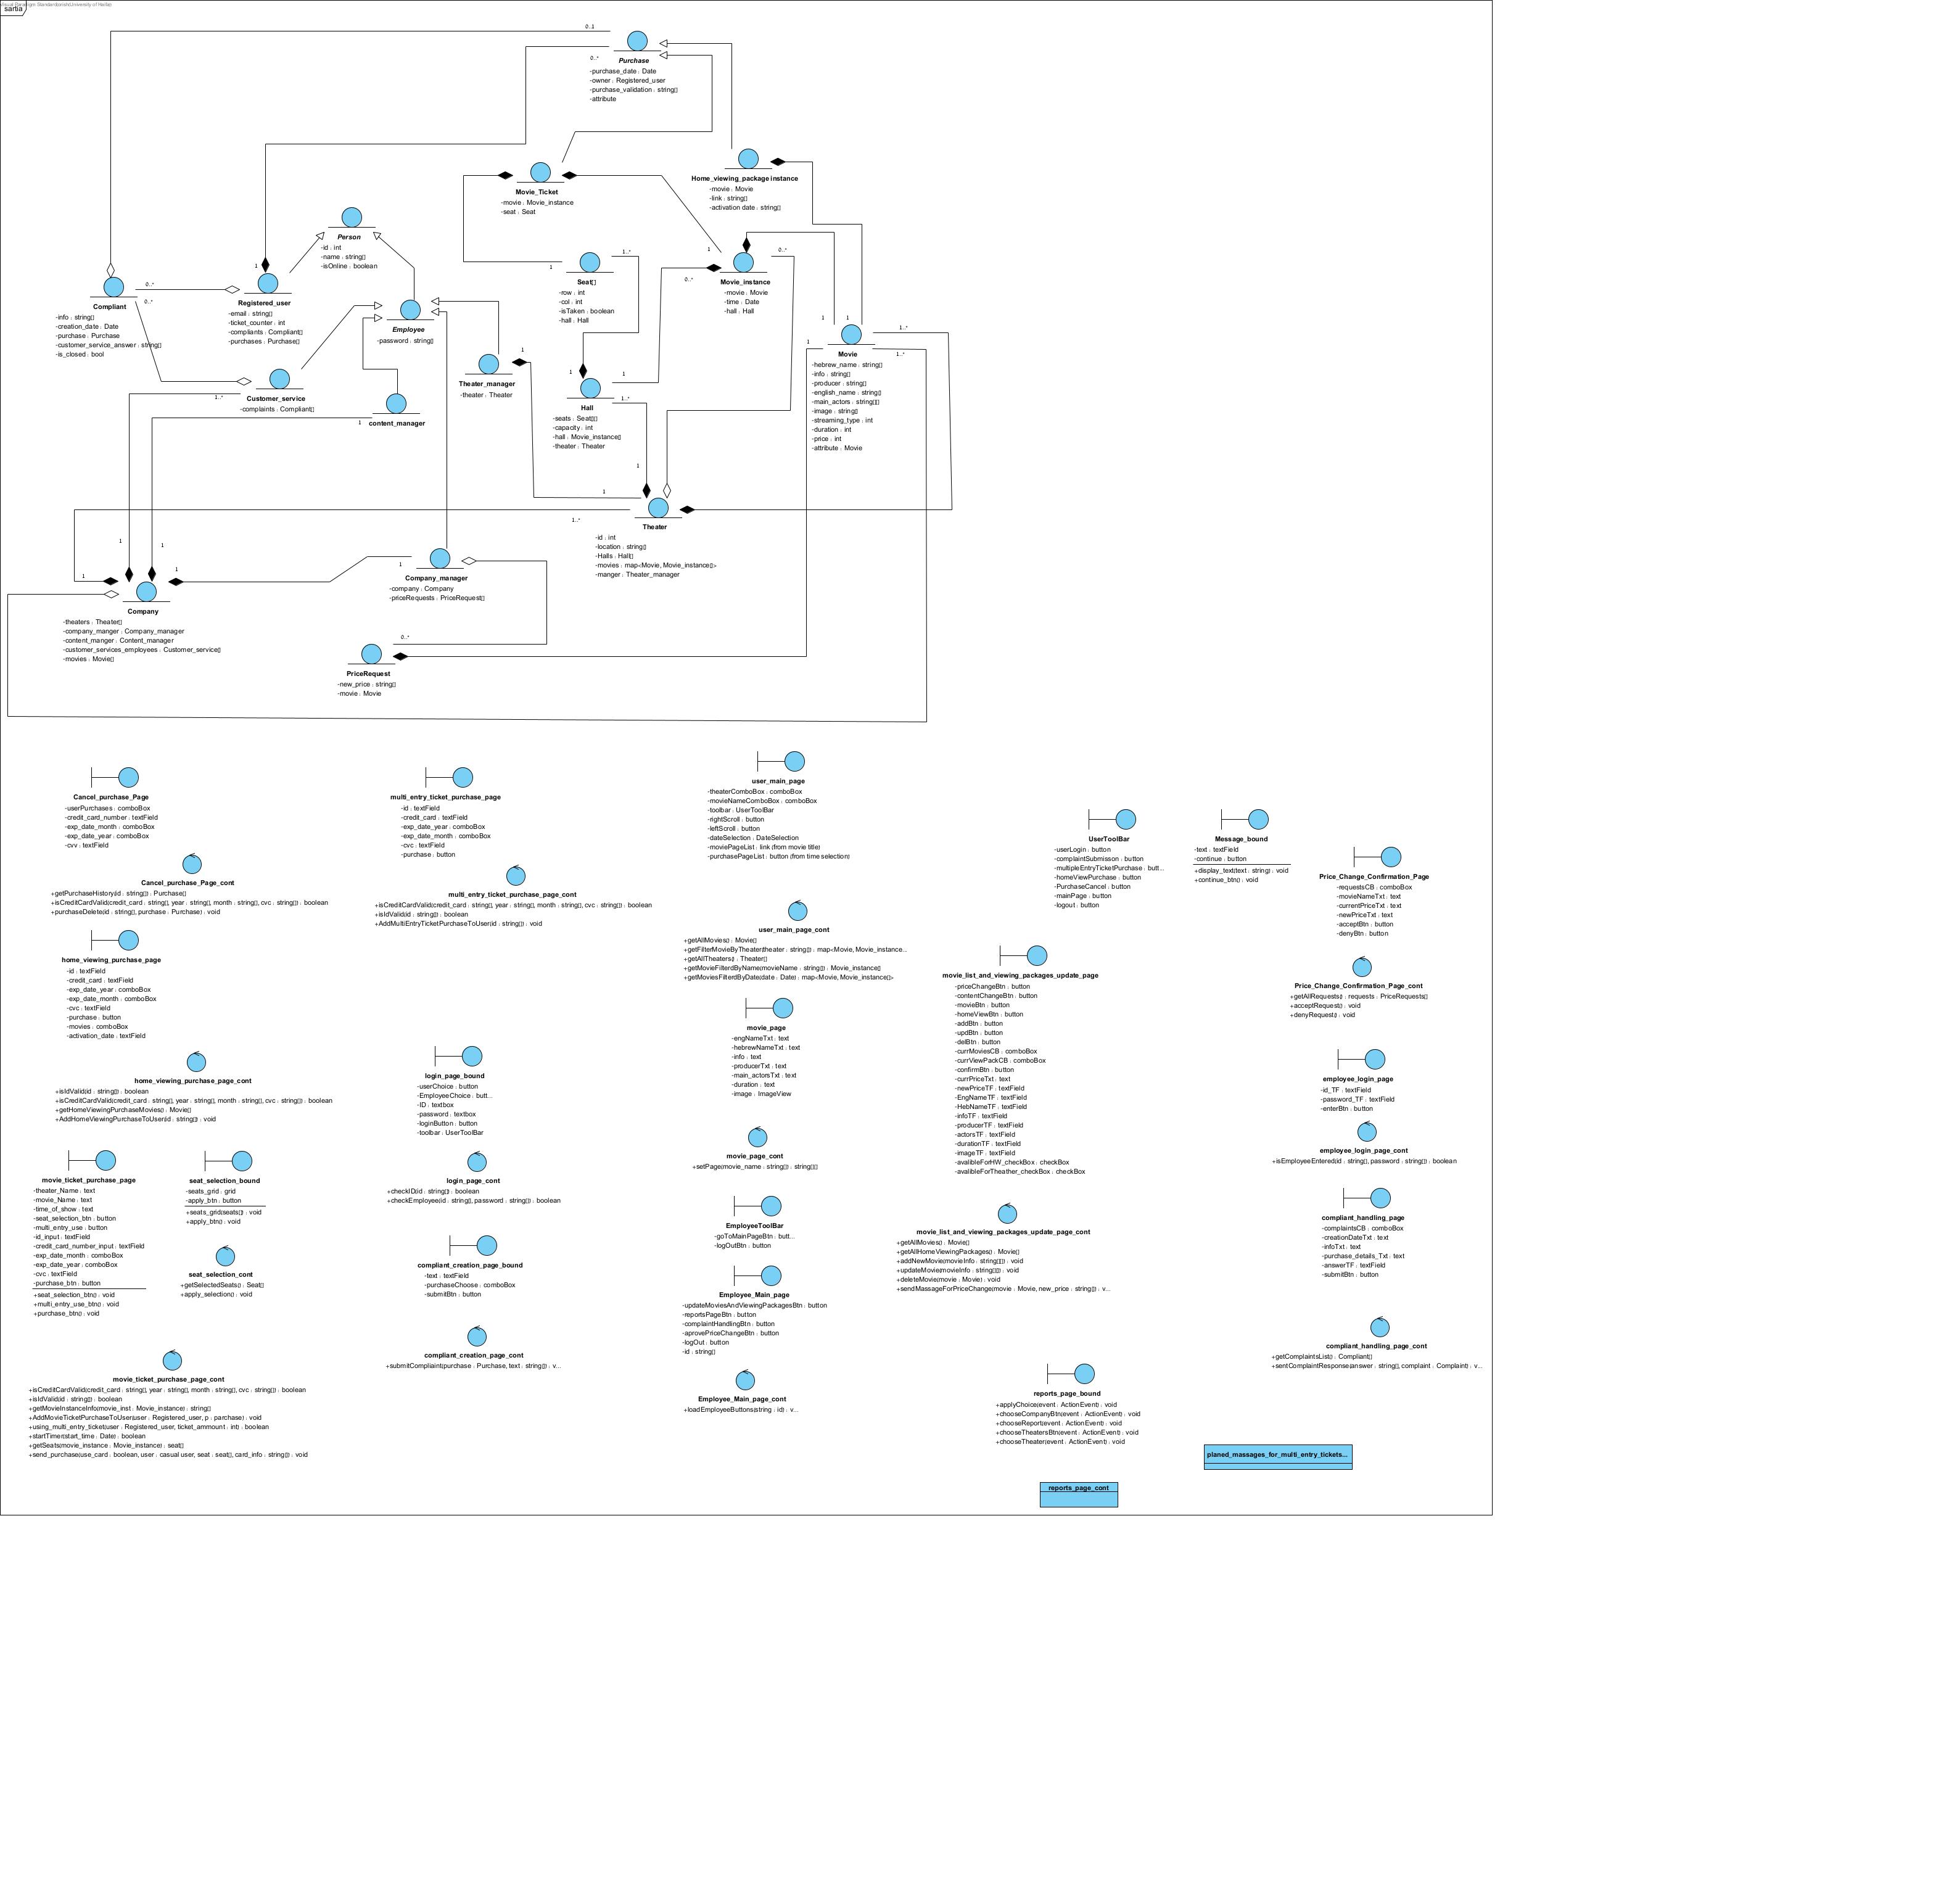 sartia
0..1
Purchase
0..*
-purchase_date : Date
-owner : Registered_user
-purchase_validation : string[]
-attribute
Home_viewing_package instance
-movie : Movie
-link : string[]
-activation date : string[]
Movie_Ticket
-movie : Movie_instance
-seat : Seat
Person
-id : int
-name : string[]
-isOnline : boolean
1
1
1..*
1
0..*
0..*
Seat[]
-row : int
-col : int
-isTaken : boolean
-hall : Hall
Movie_instance
-movie : Movie
-time : Date
-hall : Hall
0..*
0..*
Compliant
-info : string[]
-creation_date : Date
-purchase : Purchase
-customer_service_answer : string[]
-is_closed : bool
Registered_user
-email : string[]
-ticket_counter : int
-compliants : Compliant[]
-purchases : Purchase[]
Employee
-password : string[]
1
1
1..*
1
1..*
Movie
-hebrew_name : string[]
-info : string[]
-producer : string[]
-english_name : string[]
-main_actors : string[][]
-image : string[]
-streaming_type : int
-duration : int
-price : int
-attribute : Movie
1
Theater_manager
-theater : Theater
1
1
1..*
Hall
-seats : Seat[][]
-capacity : int
-hall : Movie_instance[]
-theater : Theater
1..*
Customer_service
-complaints : Compliant[]
1
content_manager
1
1
1..*
Theater
-id : int
-location : string[]
-Halls : Hall[]
-movies : map<Movie, Movie_instance[]>
-manger : Theater_manager
1
1
1
1
1
Company_manager
-company : Company
-priceRequests : PriceRequest[]
Company
-theaters : Theater[]
-company_manger : Company_manager
-content_manger : Content_manager
-customer_services_employees : Customer_service[]
-movies : Movie[]
0..*
PriceRequest
-new_price : string[]
-movie : Movie
Cancel_purchase_Page
-userPurchases : comboBox
-credit_card_number : textField
-exp_date_month : comboBox
-exp_date_year : comboBox
-cvv : textField
Cancel_purchase_Page_cont
+getPurchaseHistory(id : string[]) : Purchase[]
+isCreditCardValid(credit_card : string[], year : string[], month : string[], cvc : string[]) : boolean
+purchaseDelete(id : string[], purchase : Purchase) : void
home_viewing_purchase_page
-id : textField
-credit_card : textField
-exp_date_year : comboBox
-exp_date_month : comboBox
-cvc : textField
-purchase : button
-movies : comboBox
-activation_date : textField
home_viewing_purchase_page_cont
+isIdValid(id : string[]) : boolean
+isCreditCardValid(credit_card : string[], year : string[], month : string[], cvc : string[]) : boolean
+getHomeViewingPurchaseMovies() : Movie[]
+AddHomeViewingPurchaseToUser(id : string[]) : void
movie_ticket_purchase_page
-theater_Name : text
-movie_Name : text
-time_of_show : text
-seat_selection_btn : button
-multi_entry_use : button
-id_input : textField
-credit_card_number_input : textField
-exp_date_month : comboBox
-exp_date_year : comboBox
-cvc : textField
-purchase_btn : button
+seat_selection_btn() : void
+multi_entry_use_btn() : void
+purchase_btn() : void
seat_selection_bound
-seats_grid : grid
-apply_btn : button
+seats_grid(seats[]) : void
+apply_btn() : void
seat_selection_cont
+getSelectedSeats() : Seat[]
+apply_selection() : void
movie_ticket_purchase_page_cont
+isCreditCardValid(credit_card : string[], year : string[], month : string[], cvc : string[]) : boolean
+isIdValid(id : string[]) : boolean
+getMovieInstanceInfo(movie_inst : Movie_instance) : string[]
+AddMovieTicketPurchaseToUser(user : Registered_user, p : parchase) : void
+using_multi_entry_ticket(user : Registered_user, ticket_ammount : int) : boolean
+startTimer(start_time : Date) : boolean
+getSeats(movie_instance : Movie_instance) : seat[]
+send_purchase(use_card : boolean, user : casual user, seat : seat[], card_info : string[]) : void
multi_entry_ticket_purchase_page
-id : textField
-credit_card : textField
-exp_date_year : comboBox
-exp_date_month : comboBox
-cvc : textField
-purchase : button
multi_entry_ticket_purchase_page_cont
+isCreditCardValid(credit_card : string[], year : string[], month : string[], cvc : string[]) : boolean
+isIdValid(id : string[]) : boolean
+AddMultiEntryTicketPurchaseToUser(id : string[]) : void
login_page_bound
-userChoice : button
-EmployeeChoice : butt...
-ID : textbox
-password : textbox
-loginButton : button
-toolbar : UserToolBar
login_page_cont
+checkID(id : string[]) : boolean
+checkEmployee(id : string[], password : string[]) : boolean
compliant_creation_page_bound
-text : textField
-purchaseChoose : comboBox
-submitBtn : button
compliant_creation_page_cont
+submitCompliant(purchase : Purchase, text : string[]) : v...
user_main_page
-theaterComboBox : comboBox
-movieNameComboBox : comboBox
-toolbar : UserToolBar
-rightScroll : button
-leftScroll : button
-dateSelection : DateSelection
-moviePageList : link (from movie title)
-purchasePageList : button (from time selection)
user_main_page_cont
+getAllMovies() : Movie[]
+getFilterMovieByTheater(theater : string[]) : map<Movie, Movie_instance...
+getAllTheaters() : Theater[]
+getMovieFilterdByName(movieName : string[]) : Movie_instance[]
+getMoviesFilterdByDate(date : Date) : map<Movie, Movie_instance[]>
movie_page
-engNameTxt : text
-hebrewNameTxt : text
-info : text
-producerTxt : text
-main_actorsTxt : text
-duration : text
-image : ImageView
movie_page_cont
+setPage(movie_name : string[]) : string[][]
EmployeeToolBar
-goToMainPageBtn : butt...
-logOutBtn : button
Employee_Main_page
-updateMoviesAndViewingPackagesBtn : button
-reportsPageBtn : button
-complaintHandlingBtn : button
-aprovePriceChangeBtn : button
-logOut : button
-id : string[]
Employee_Main_page_cont
+loadEmployeeButtons(string : id) : v...
UserToolBar
-userLogin : button
-complaintSubmisson : button
-multipleEntryTicketPurchase : butt...
-homeViewPurchase : button
-PurchaseCancel : button
-mainPage : button
-logout : button
Message_bound
-text : textField
-continue : button
+display_text(text : string) : void
+continue_btn() : void
movie_list_and_viewing_packages_update_page
-priceChangeBtn : button
-contentChangeBtn : button
-movieBtn : button
-homeViewBtn : button
-addBtn : button
-updBtn : button
-delBtn : button
-currMoviesCB : comboBox
-currViewPackCB : comboBox
-confirmBtn : button
-currPriceTxt : text
-newPriceTF : textField
-EngNameTF : textField
-HebNameTF : textField
-infoTF : textField
-producerTF : textField
-actorsTF : textField
-durationTF : textField
-imageTF : textField
-avalibleForHW_checkBox : checkBox
-avalibleForTheather_checkBox : checkBox
movie_list_and_viewing_packages_update_page_cont
+getAllMovies() : Movie[]
+getAllHomeViewingPackages() : Movie[]
+addNewMovie(movieInfo : string[][]) : void
+updateMovie(movieInfo : string[][]) : void
+deleteMovie(movie : Movie) : void
+sendMassageForPriceChange(movie : Movie, new_price : string[]) : v...
reports_page_bound
+applyChoice(event : ActionEvent) : void
+chooseCompanyBtn(event : ActionEvent) : void
+chooseReport(event : ActionEvent) : void
+chooseTheatersBtn(event : ActionEvent) : void
+chooseTheater(event : ActionEvent) : void
reports_page_cont
Price_Change_Confirmation_Page
-requestsCB : comboBox
-movieNameTxt : text
-currentPriceTxt : text
-newPriceTxt : text
-acceptBtn : button
-denyBtn : button
Price_Change_Confirmation_Page_cont
+getAllRequests() : requests : PriceRequests[]
+acceptRequest() : void
+denyRequest() : void
employee_login_page
-id_TF : textField
-password_TF : textField
-enterBtn : button
employee_login_page_cont
+isEmployeeEntered(id : string[], password : string[]) : boolean
compliant_handling_page
-complaintsCB : comboBox
-creationDateTxt : text
-infoTxt : text
-purchase_details_Txt : text
-answerTF : textField
-submitBtn : button
compliant_handling_page_cont
+getComplaintsList() : Compliant[]
+sentComplaintResponse(answer : string[], complaint : Complaint) : v...
planed_massages_for_multi_entry_tickets...